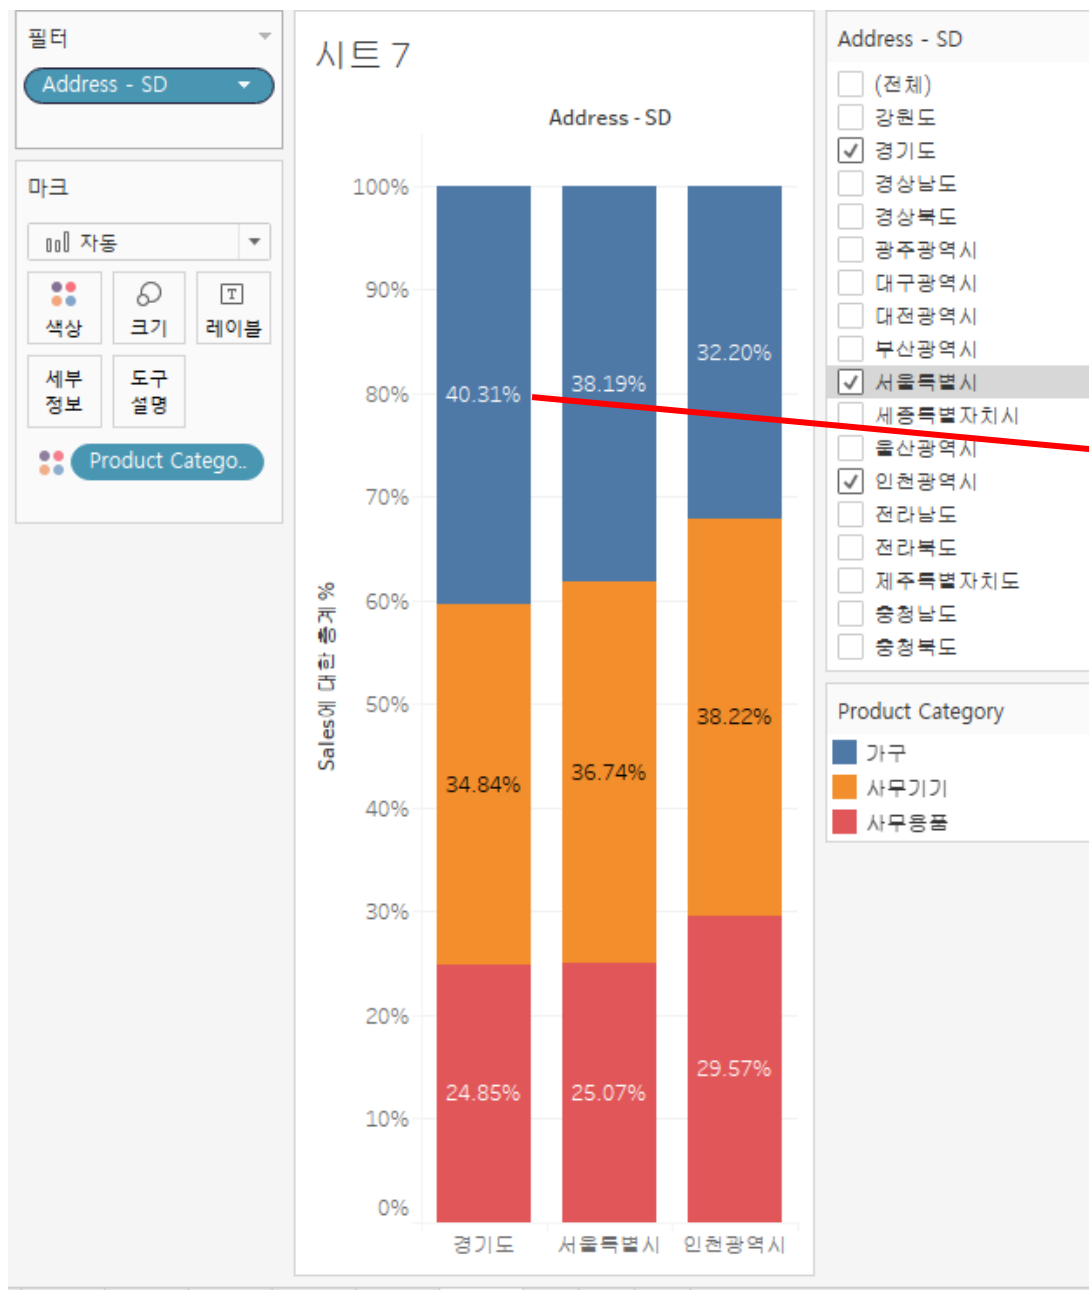 필터
Address - SD
마크
자동
색상
크기
T
레이블
세부
정보
도구
설명
Product Catego..
시트 7
Address - SD
Sales에 대한 총계 %
100%
90%
80%
70%
60%
50%
40%
30%
20%
10%
0%
40.31%
38.19%
32.20%
34.84%
36.74%
38.22%
24.85%
25.07%
29.57%
경기도
서울특별시
인천광역시
Address - SD
(전체)
강원도
경기도
경상남도
경상북도
광주광역시
대구광역시
대전광역시
부산광역시
서울특별시
세종특별자치시
울산광역시
인천광역시
전라남도
전라북도
제주특별자치도
충청남도
충청북도
Product Category
가구
사무기기
사무용품